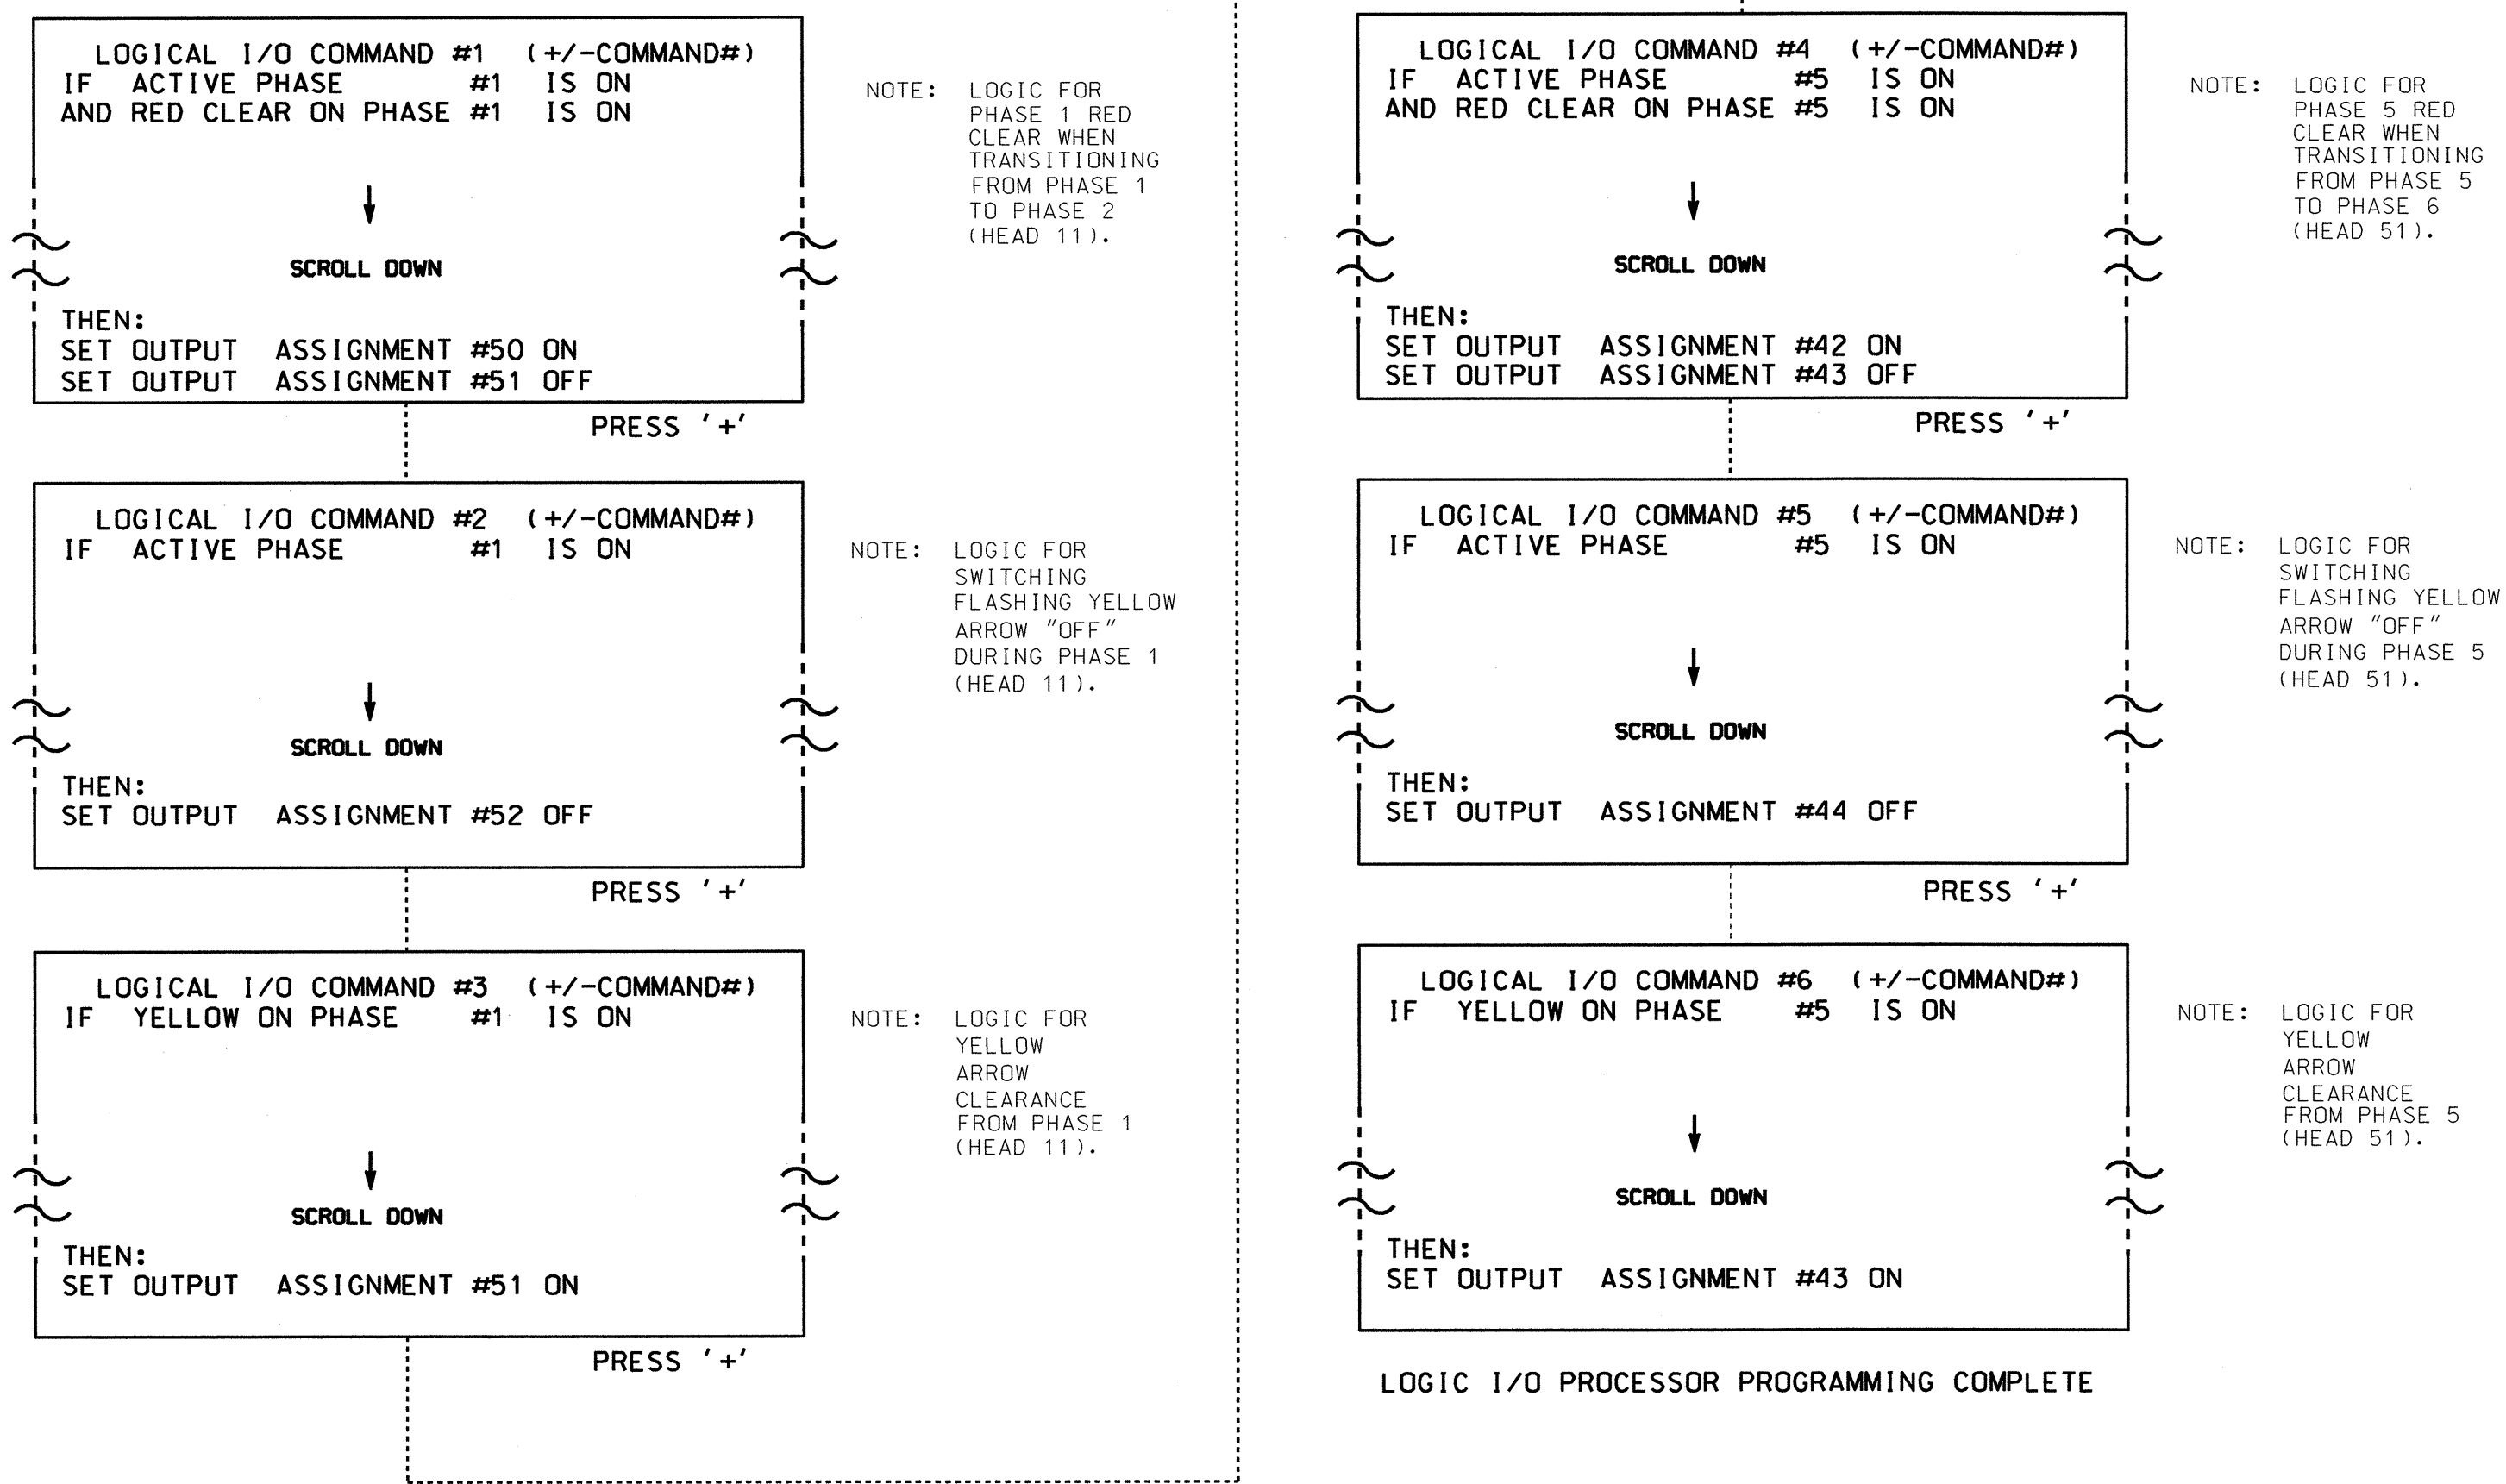 LOGICAL I/O COMMAND #1 (+/-COMMAND#)
IF ACTIVE PHASE #1 IS ON
AND RED CLEAR ON PHASE #1 IS ON
SCROLL DOWN
THEN:
SET OUTPUT ASSIGNMENT #50 ON
SET OUTPUT ASSIGNMENT #51 OFF
PRESS '+'
NOTE: LOGIC FOR
PHASE 1 RED
CLEAR WHEN
TRANSITIONING
FROM PHASE 1
TO PHASE 2
(HEAD 11).
LOGICAL I/O COMMAND #2 (+/-COMMAND#)
IF ACTIVE PHASE #1 IS ON
SCROLL DOWN
THEN:
SET OUTPUT ASSIGNMENT #52 OFF
PRESS '+'
NOTE: LOGIC FOR
SWITCHING
FLASHING YELLOW
ARROW "OFF"
DURING PHASE 1
(HEAD 11).
LOGICAL I/O COMMAND #3 (+/-COMMAND#)
IF YELLOW ON PHASE #1 IS ON
SCROLL DOWN
THEN:
SET OUTPUT ASSIGNMENT #51 ON
PRESS '+'
NOTE: LOGIC FOR
YELLOW
ARROW
CLEARANCE
FROM PHASE 1
(HEAD 11).
LOGICAL I/O COMMAND #4 (+/-COMMAND#)
IF ACTIVE PHASE #5 IS ON
AND RED CLEAR ON PHASE #5 IS ON
SCROLL DOWN
THEN:
SET OUTPUT ASSIGNMENT #42 ON
SET OUTPUT ASSIGNMENT #43 OFF
PRESS '+'
NOTE: LOGIC FOR
PHASE 5 RED
CLEAR WHEN
TRANSITIONING
FROM PHASE 5
TO PHASE 6
(HEAD 51).
LOGICAL I/O COMMAND #5 (+/-COMMAND#)
IF ACTIVE PHASE #5 IS ON
SCROLL DOWN
THEN:
SET OUTPUT ASSIGNMENT #44 OFF
PRESS '+'
NOTE: LOGIC FOR
SWITCHING
FLASHING YELLOW
ARROW "OFF"
DURING PHASE 5
(HEAD 51).
LOGICAL I/O COMMAND #6 (+/-COMMAND#)
IF YELLOW ON PHASE #5 IS ON
SCROLL DOWN
THEN:
SET OUTPUT ASSIGNMENT #43 ON
NOTE: LOGIC FOR
YELLOW
ARROW
CLEARANCE
FROM PHASE 5
(HEAD 51).
LOGIC I/O PROCESSOR PROGRAMMING COMPLETE